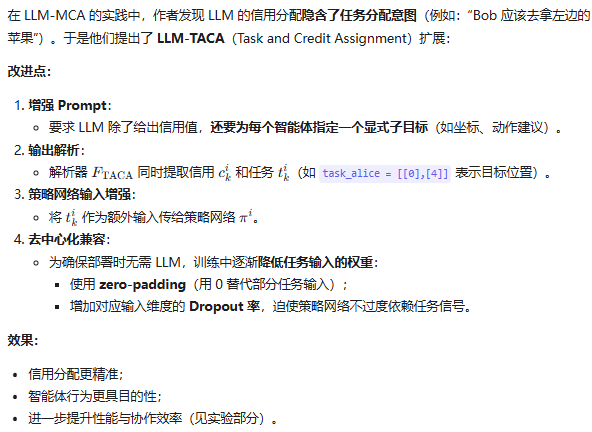 在 LLM-MCA 的实践中，作者发现 LLM 的信用分配隐含了任务分配意图（例如：“Bob
应该去拿左边的苹果”）。于是他们提出了 LLM-TACA（Task and Credit Assignment）扩展：
改进点：
1. 增强 Prompt：
◦ 要求 LLM 除了给出信用值，还要为每个智能体指定一个显式子目标（如坐标、动作建议）。
2. 输出解析：
◦ 解析器 F_TACA 同时提取信用 c_k^i 和任务 t_k^i（如 task_alice = [[0],[4]] 表示目标位置）。
3. 策略网络输入增强：
◦ 将 t_k^i 作为额外输入传给策略网络 π^i。
4. 去中心化兼容：
◦ 为确保部署时无需 LLM，训练中逐渐降低任务输入的权重：
▪ 使用 zero-padding（用 0 替代部分任务输入）；
▪ 增加对应输入维度的 Dropout 率，迫使策略网络不过度依赖任务信号。
效果：
• 信用分配更精准；
• 智能体行为更具目的性；
• 进一步提升性能与协作效率（见实验部分）。